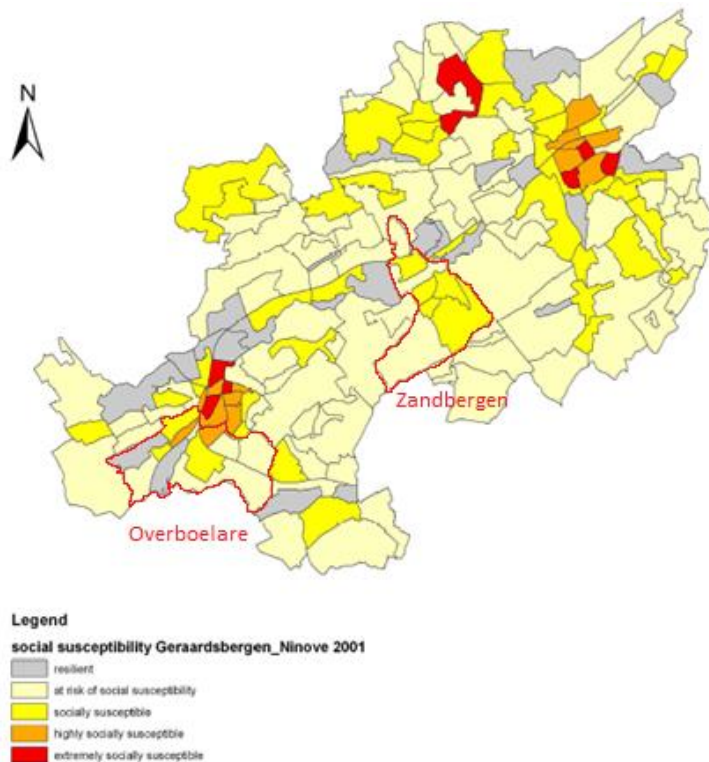 N
Zandbergen
Overboelare
Legend
social susceptibility Geraardsbergen_Ninove 2001
resilient
at risk of social susceptibility
socially susceptible
highly socially susceptible
extremely socially susceptible